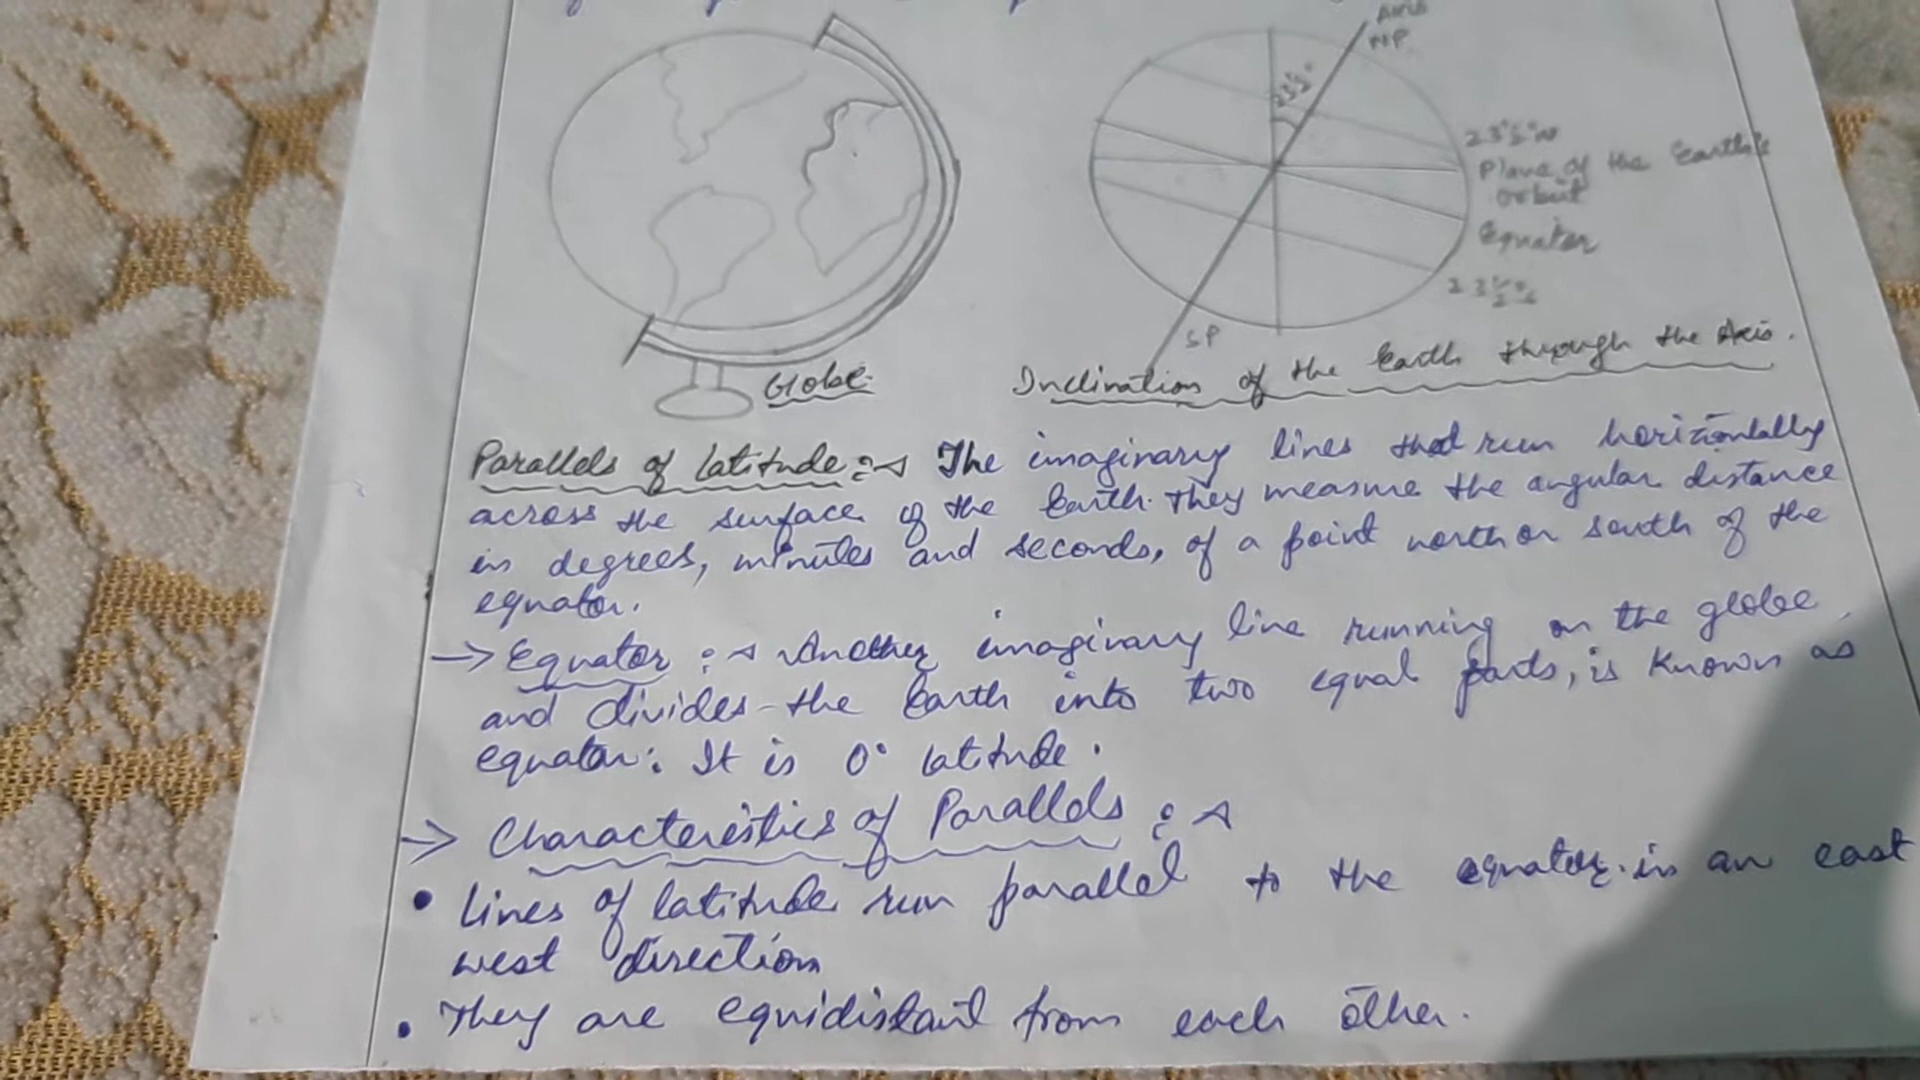 Axis
NP
23½°
23½°N
Plane of the Earth's
orbit
Equator
23½°S
SP
Globe
Inclination of the Earth through the Axis.
Parallels of latitude :- The imaginary lines that run horizontally
across the surface of the Earth. They measure the angular distance
in degrees, minutes and seconds, of a point north or south of the
equator.
→ Equator :- Another imaginary line running on the globe
and divides the Earth into two equal parts, is known as
equator. It is 0° latitude.
→ Characteristics of Parallels :-
• Lines of latitude run parallel to the equator in an east
west direction
• They are equidistant from each other.